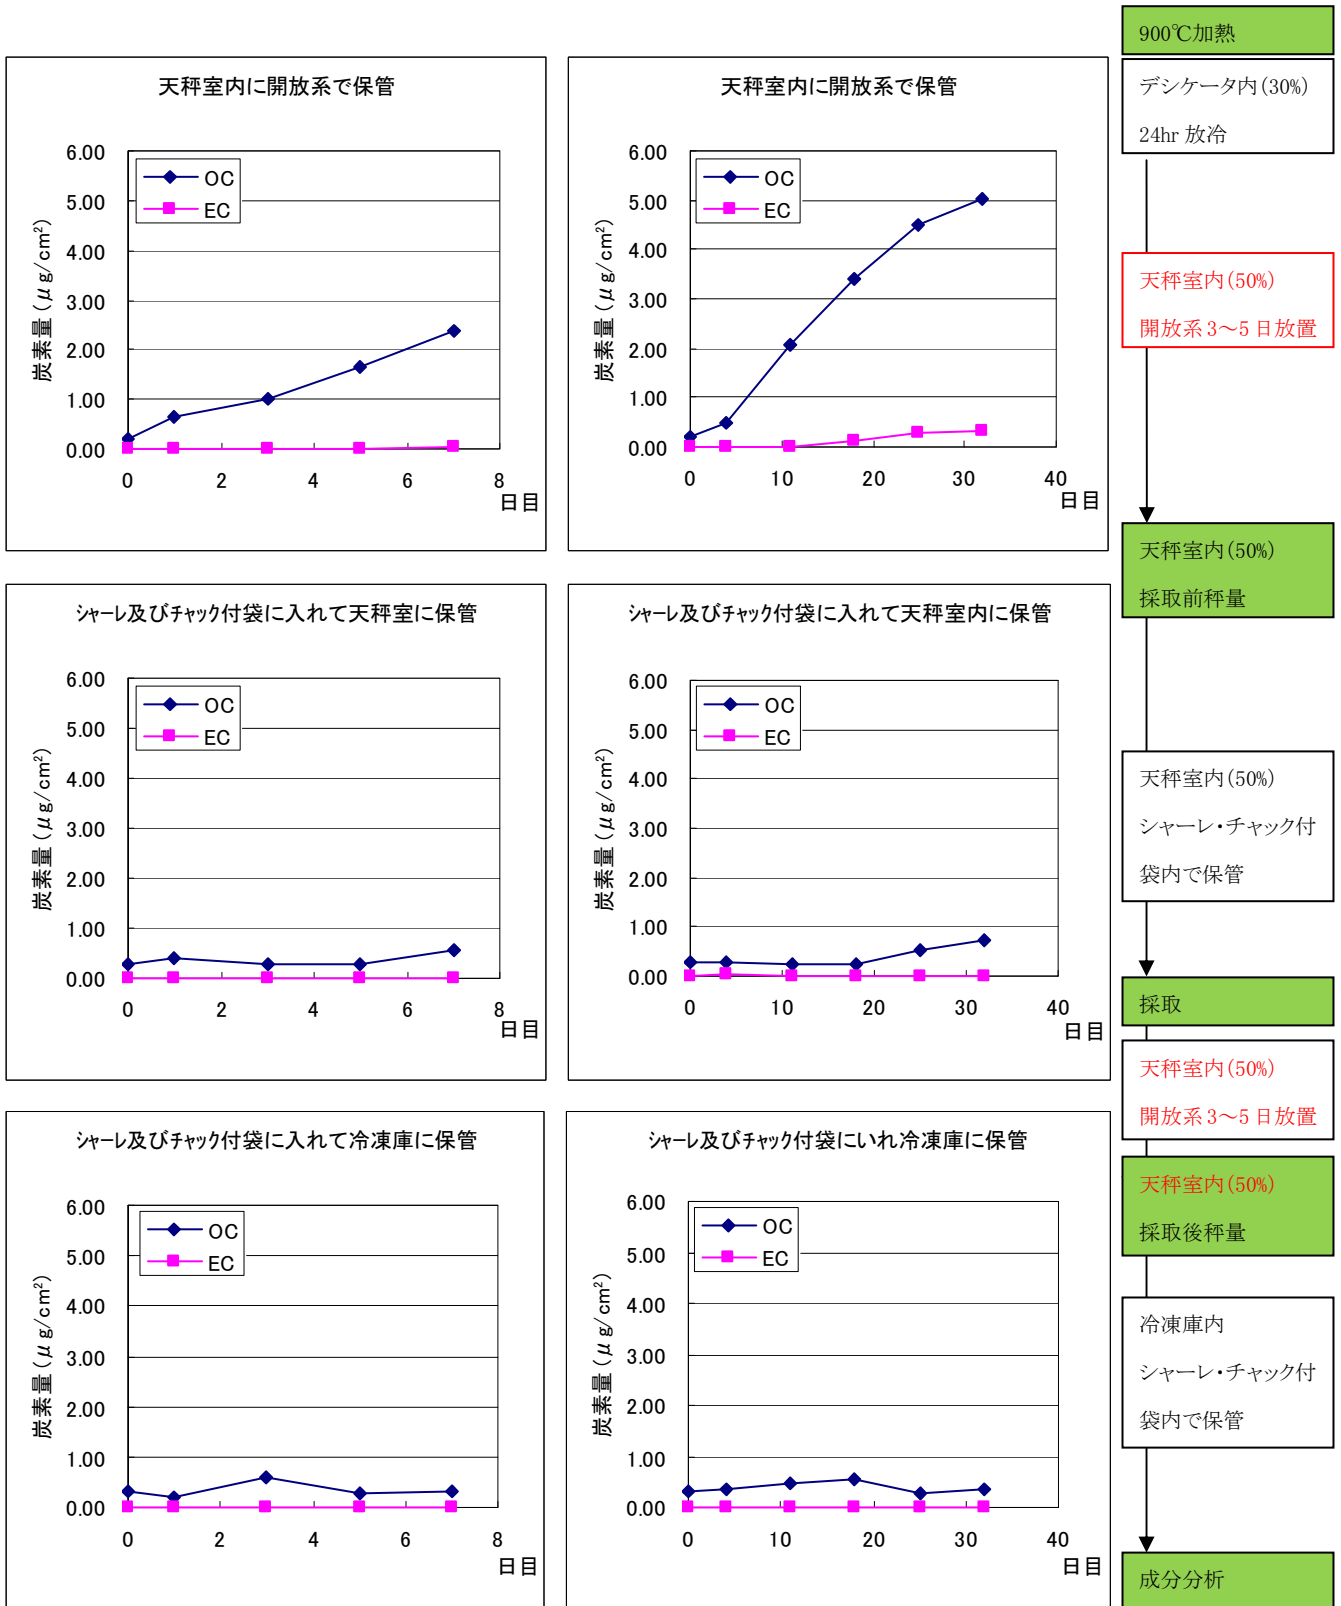 天秤室内に開放系で保管
6.00
5.00
4.00
3.00
2.00
1.00
0.00
OC
EC
炭素量(μg/cm²)
0 2 4 6 8
日目
天秤室内に開放系で保管
6.00
5.00
4.00
3.00
2.00
1.00
0.00
OC
EC
炭素量(μg/cm²)
0 10 20 30 40
日目
シャーレ及びチャック付袋に入れて天秤室に保管
6.00
5.00
4.00
3.00
2.00
1.00
0.00
OC
EC
炭素量(μg/cm²)
0 2 4 6 8
日目
シャーレ及びチャック付袋に入れて天秤室内に保管
6.00
5.00
4.00
3.00
2.00
1.00
0.00
OC
EC
炭素量(μg/cm²)
0 10 20 30 40
日目
シャーレ及びチャック付袋に入れて冷凍庫に保管
6.00
5.00
4.00
3.00
2.00
1.00
0.00
OC
EC
炭素量(μg/cm²)
0 2 4 6 8
日目
シャーレ及びチャック付袋にいれ冷凍庫に保管
6.00
5.00
4.00
3.00
2.00
1.00
0.00
OC
EC
炭素量(μg/cm²)
0 10 20 30 40
日目
900℃加熱
デシケータ内(30%)
24hr 放冷
天秤室内(50%)
開放系3～5日放置
天秤室内(50%)
採取前秤量
天秤室内(50%)
シャーレ・チャック付
袋内で保管
採取
天秤室内(50%)
開放系3～5日放置
天秤室内(50%)
採取後秤量
冷凍庫内
シャーレ・チャック付
袋内で保管
成分分析